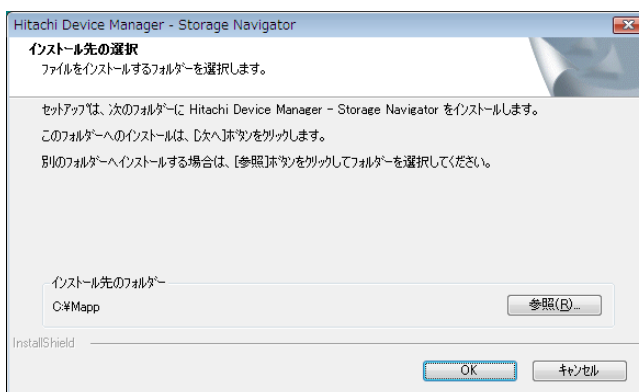 Hitachi Device Manager - Storage Navigator
インストール先の選択
ファイルをインストールするフォルダーを選択します。
セットアップは、次のフォルダーに Hitachi Device Manager - Storage Navigator をインストールします。
このフォルダーへのインストールは、[次へ]ボタンをクリックします。
別のフォルダーへインストールする場合は、[参照]ボタンをクリックしてフォルダーを選択してください。
インストール先のフォルダー
C:¥Mapp
参照(R)...
InstallShield
OK
キャンセル